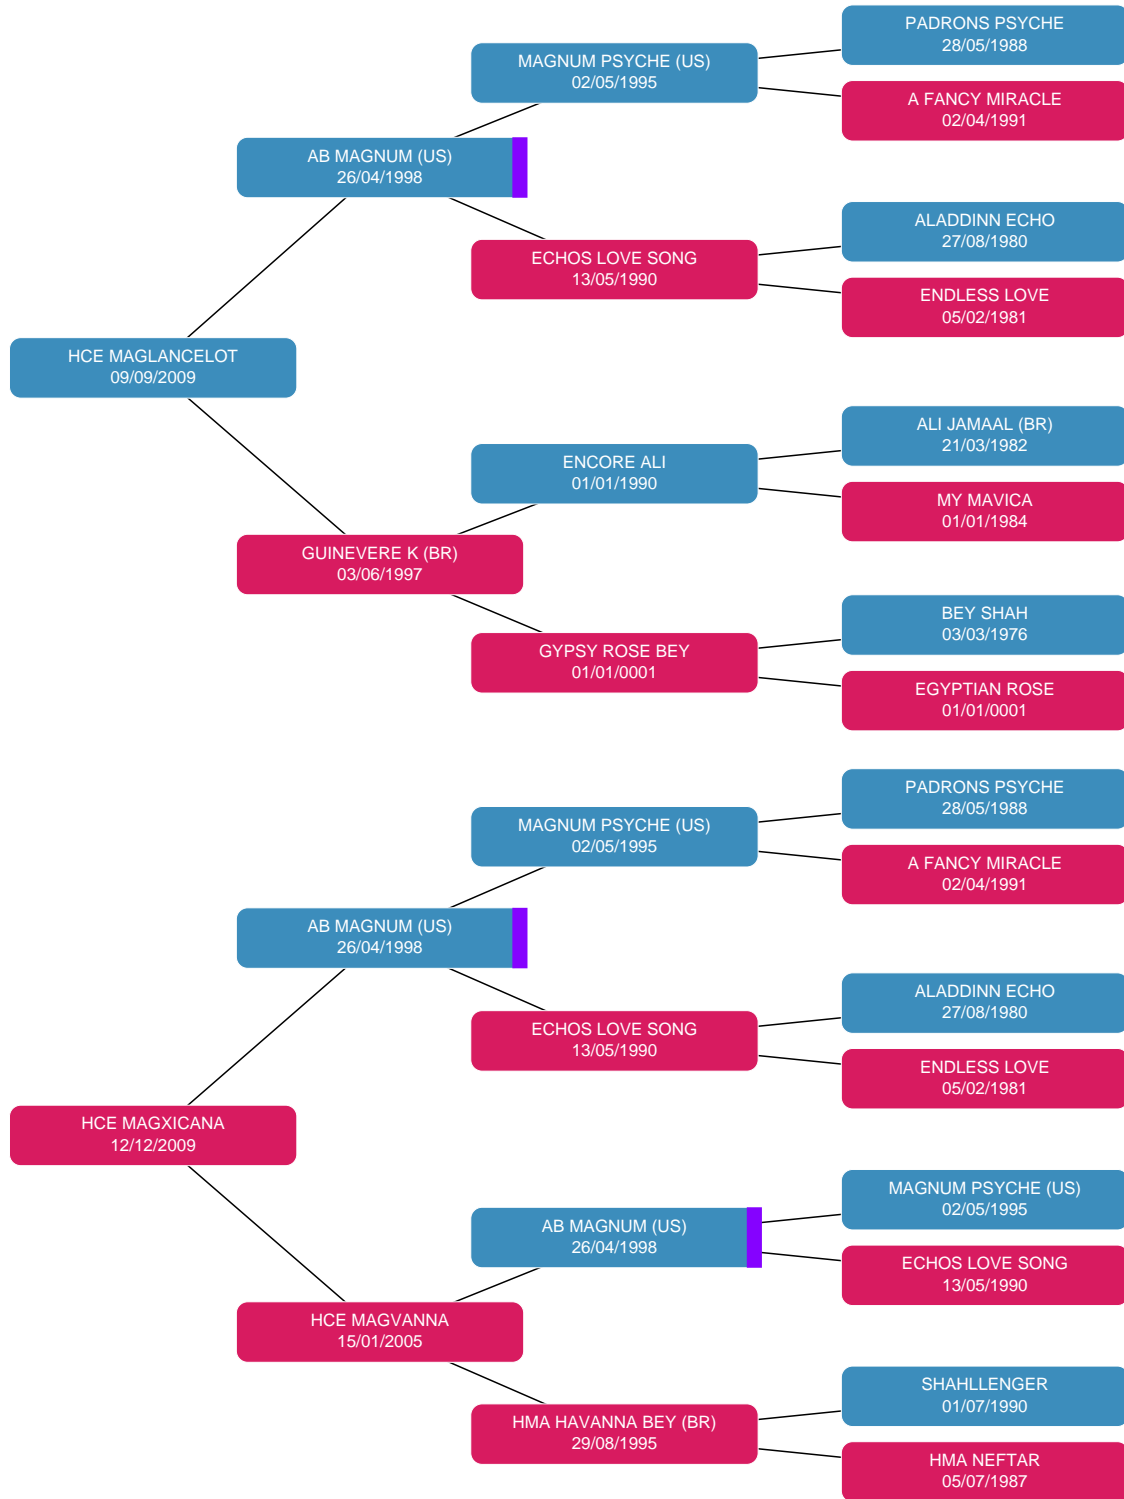 PADRONS PSYCHE
28/05/1988
MAGNUM PSYCHE (US)
02/05/1995
A FANCY MIRACLE
02/04/1991
AB MAGNUM (US)
26/04/1998
ALADDINN ECHO
27/08/1980
ECHOS LOVE SONG
13/05/1990
ENDLESS LOVE
05/02/1981
HCE MAGLANCELOT
09/09/2009
ALI JAMAAL (BR)
21/03/1982
ENCORE ALI
01/01/1990
MY MAVICA
01/01/1984
GUINEVERE K (BR)
03/06/1997
BEY SHAH
03/03/1976
GYPSY ROSE BEY
01/01/0001
EGYPTIAN ROSE
01/01/0001
PADRONS PSYCHE
28/05/1988
MAGNUM PSYCHE (US)
02/05/1995
A FANCY MIRACLE
02/04/1991
AB MAGNUM (US)
26/04/1998
ALADDINN ECHO
27/08/1980
ECHOS LOVE SONG
13/05/1990
ENDLESS LOVE
05/02/1981
HCE MAGXICANA
12/12/2009
MAGNUM PSYCHE (US)
02/05/1995
AB MAGNUM (US)
26/04/1998
ECHOS LOVE SONG
13/05/1990
HCE MAGVANNA
15/01/2005
SHAHLLENGER
01/07/1990
HMA HAVANNA BEY (BR)
29/08/1995
HMA NEFTAR
05/07/1987